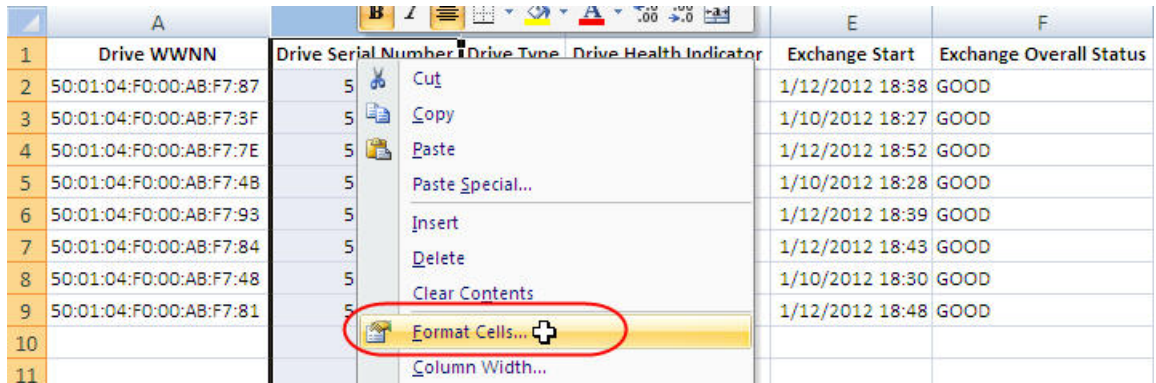 B I A .00 .00 →.0
A E F
1 Drive WWNN Drive Serial Number Drive Type Drive Health Indicator Exchange Start Exchange Overall Status
2 50:01:04:F0:00:AB:F7:87 5 Cut 1/12/2012 18:38 GOOD
3 50:01:04:F0:00:AB:F7:3F 5 Copy 1/10/2012 18:27 GOOD
4 50:01:04:F0:00:AB:F7:7E 5 Paste 1/12/2012 18:52 GOOD
5 50:01:04:F0:00:AB:F7:4B 5 Paste Special... 1/10/2012 18:28 GOOD
6 50:01:04:F0:00:AB:F7:93 5 Insert 1/12/2012 18:39 GOOD
7 50:01:04:F0:00:AB:F7:84 5 Delete 1/12/2012 18:43 GOOD
8 50:01:04:F0:00:AB:F7:48 5 Clear Contents 1/10/2012 18:30 GOOD
9 50:01:04:F0:00:AB:F7:81 5 Format Cells... 1/12/2012 18:48 GOOD
10
11 Column Width...